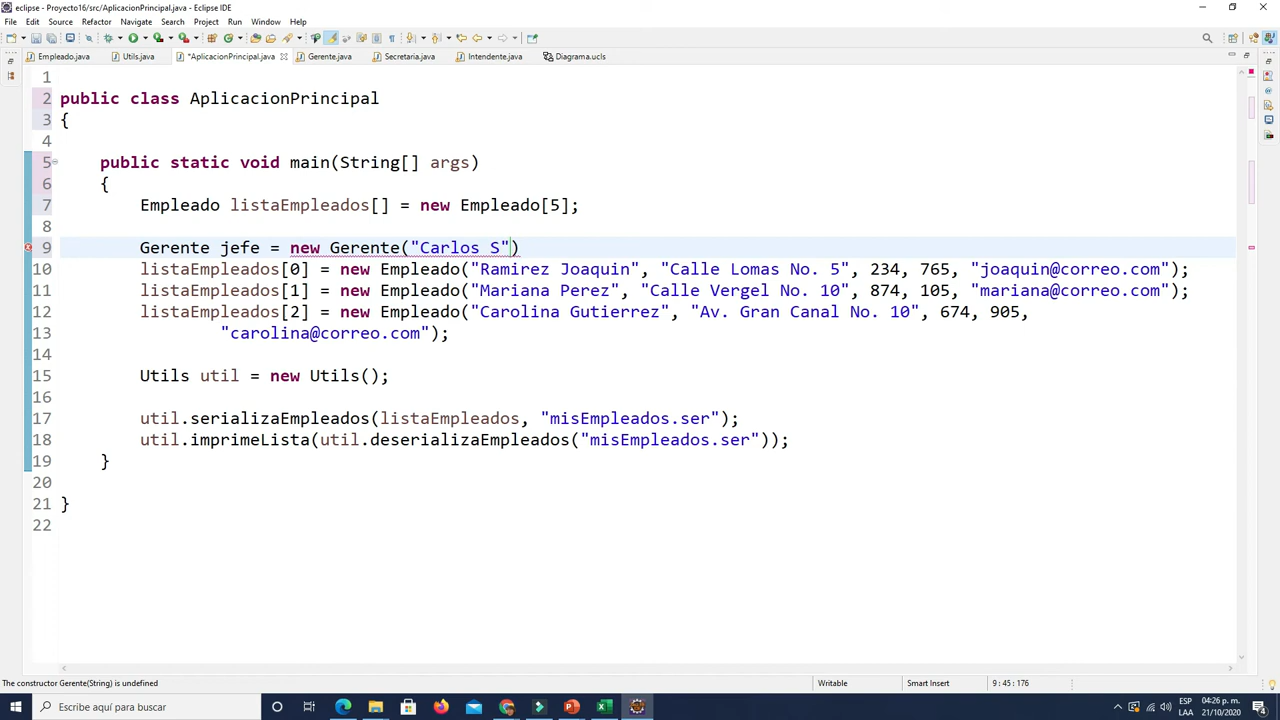 eclipse - Proyecto16/src/AplicacionPrincipal.java - Eclipse IDE
File Edit Source Refactor Navigate Search Project Run Window Help
Empleado.java Utils.java *AplicacionPrincipal.java Gerente.java Secretaria.java Intendente.java Diagrama.ucls
1
2 public class AplicacionPrincipal
3 {
4
5 public static void main(String[] args)
6 {
7 Empleado listaEmpleados[] = new Empleado[5];
8
9 Gerente jefe = new Gerente("Carlos S")
10 listaEmpleados[0] = new Empleado("Ramirez Joaquin", "Calle Lomas No. 5", 234, 765, "joaquin@correo.com");
11 listaEmpleados[1] = new Empleado("Mariana Perez", "Calle Vergel No. 10", 874, 105, "mariana@correo.com");
12 listaEmpleados[2] = new Empleado("Carolina Gutierrez", "Av. Gran Canal No. 10", 674, 905,
13 "carolina@correo.com");
14
15 Utils util = new Utils();
16
17 util.serializaEmpleados(listaEmpleados, "misEmpleados.ser");
18 util.imprimeLista(util.deserializaEmpleados("misEmpleados.ser"));
19 }
20
21 }
22
The constructor Gerente(String) is undefined Writable Smart Insert 9 : 45 : 176
Escribe aquí para buscar
ESP 04:26 p. m.
LAA 21/10/2020